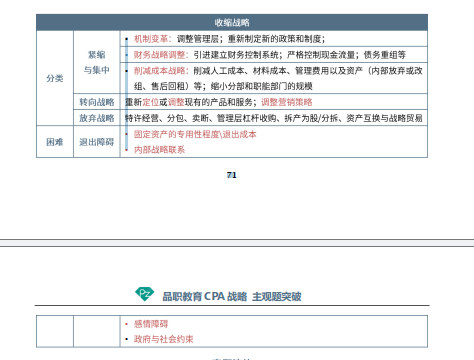 收缩战略
分类
紧缩
与集中
• 机制变革：调整管理层；重新制定新的政策和制度；
• 财务战略调整：引进建立财务控制系统；严格控制现金流量；债务重组等
• 削减成本战略：削减人工成本、材料成本、管理费用以及资产（内部放弃或改
组、售后回租）等；缩小分部和职能部门的规模
转向战略
重新定位或调整现有的产品和服务；调整营销策略
放弃战略
特许经营、分包、卖断、管理层杠杆收购、拆产为股/分拆、资产互换与战略贸易
困难
退出障碍
• 固定资产的专用性程度\退出成本
• 内部战略联系
71
品职教育 CPA 战略 主观题突破
• 感情障碍
• 政府与社会约束